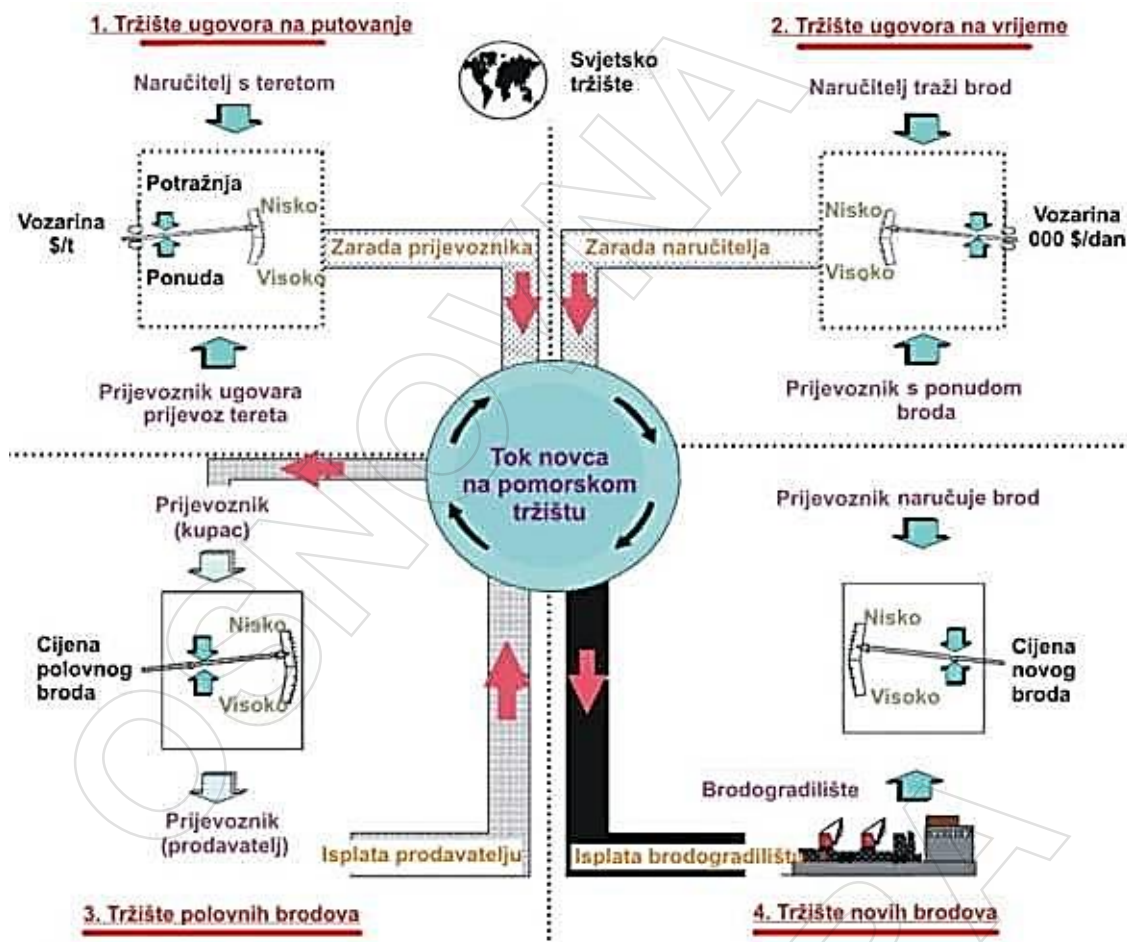 1. Tržište ugovora na putovanje
2. Tržište ugovora na vrijeme
Svjetsko
tržište
Naručitelj s teretom
Potražnja
Nisko
Vozarina
$/t
Ponuda
Visoko
Zarada prijevoznika
Prijevoznik ugovara
prijevoz tereta
Naručitelj traži brod
Zarada naručitelja
Nisko
Visoko
Vozarina
000 $/dan
Prijevoznik s ponudom
broda
Tok novca
na pomorskom
tržištu
Prijevoznik
(kupac)
Nisko
Cijena
polovnog
broda
Visoko
Prijevoznik
(prodavatelj)
Isplata prodavatelju
3. Tržište polovnih brodova
Prijevoznik naručuje brod
Nisko
Visoko
Cijena
novog
broda
Brodogradilište
Isplata brodogradilištu
4. Tržište novih brodova